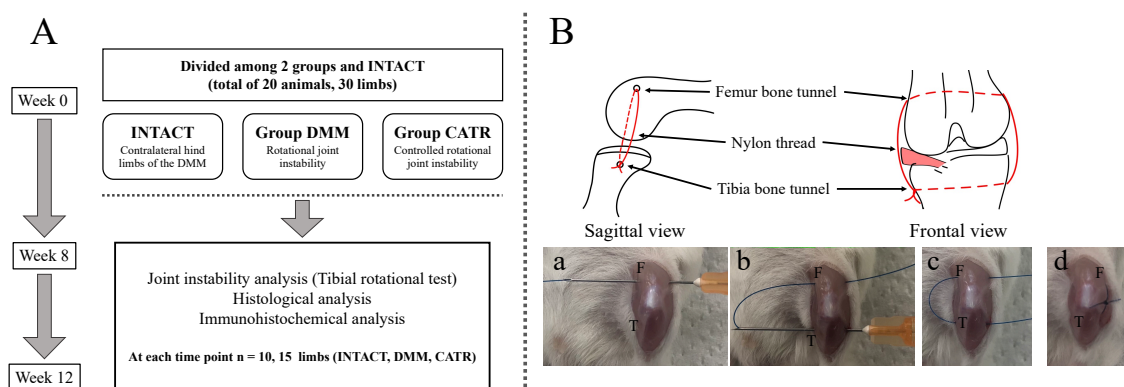 A
Divided among 2 groups and INTACT
(total of 20 animals, 30 limbs)
Week 0
INTACT
Contralateral hind
limbs of the DMM
Group DMM
Rotational joint
instability
Group CATR
Controlled rotational
joint instability
Week 8
Joint instability analysis (Tibial rotational test)
Histological analysis
Immunohistochemical analysis
At each time point n = 10, 15 limbs (INTACT, DMM, CATR)
Week 12
B
Femur bone tunnel
Nylon thread
Tibia bone tunnel
Sagittal view
Frontal view
a
F
T
b
F
T
c
F
T
d
F
T